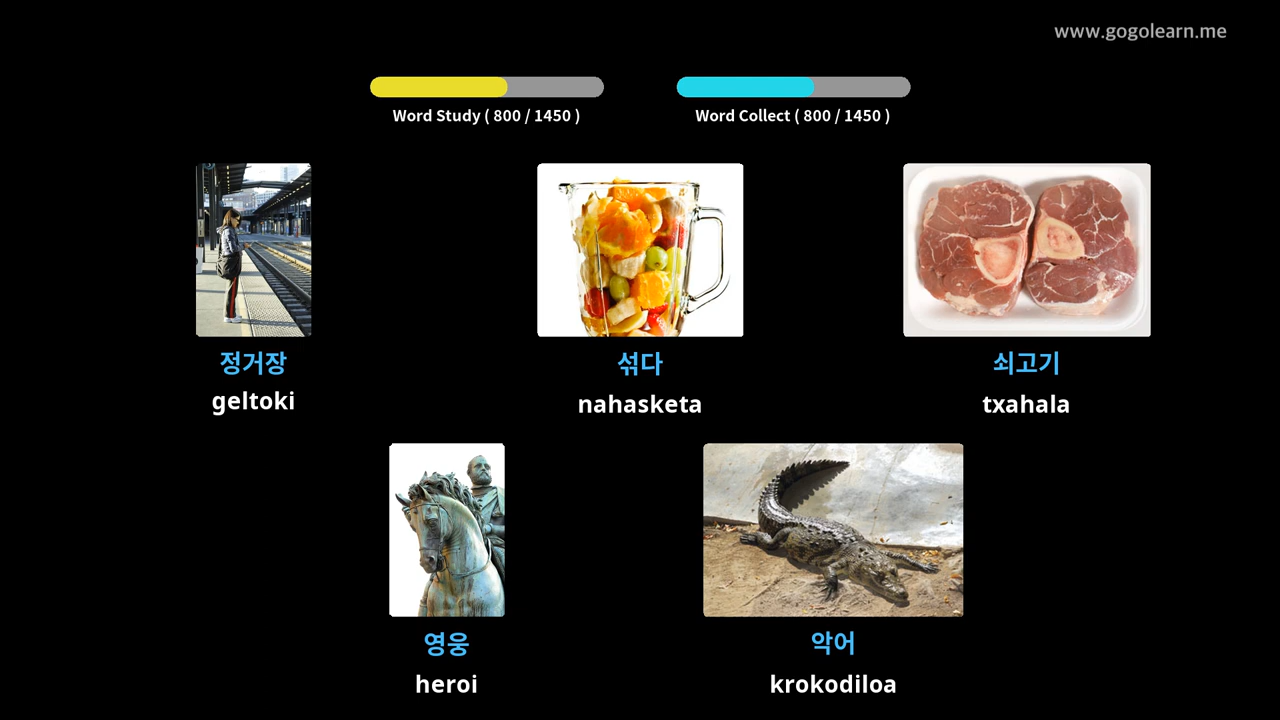 www.gogolearn.me
Word Study ( 800 / 1450 )
Word Collect ( 800 / 1450 )
정거장
geltoki
섞다
nahasketa
쇠고기
txahala
영웅
heroi
악어
krokodiloa